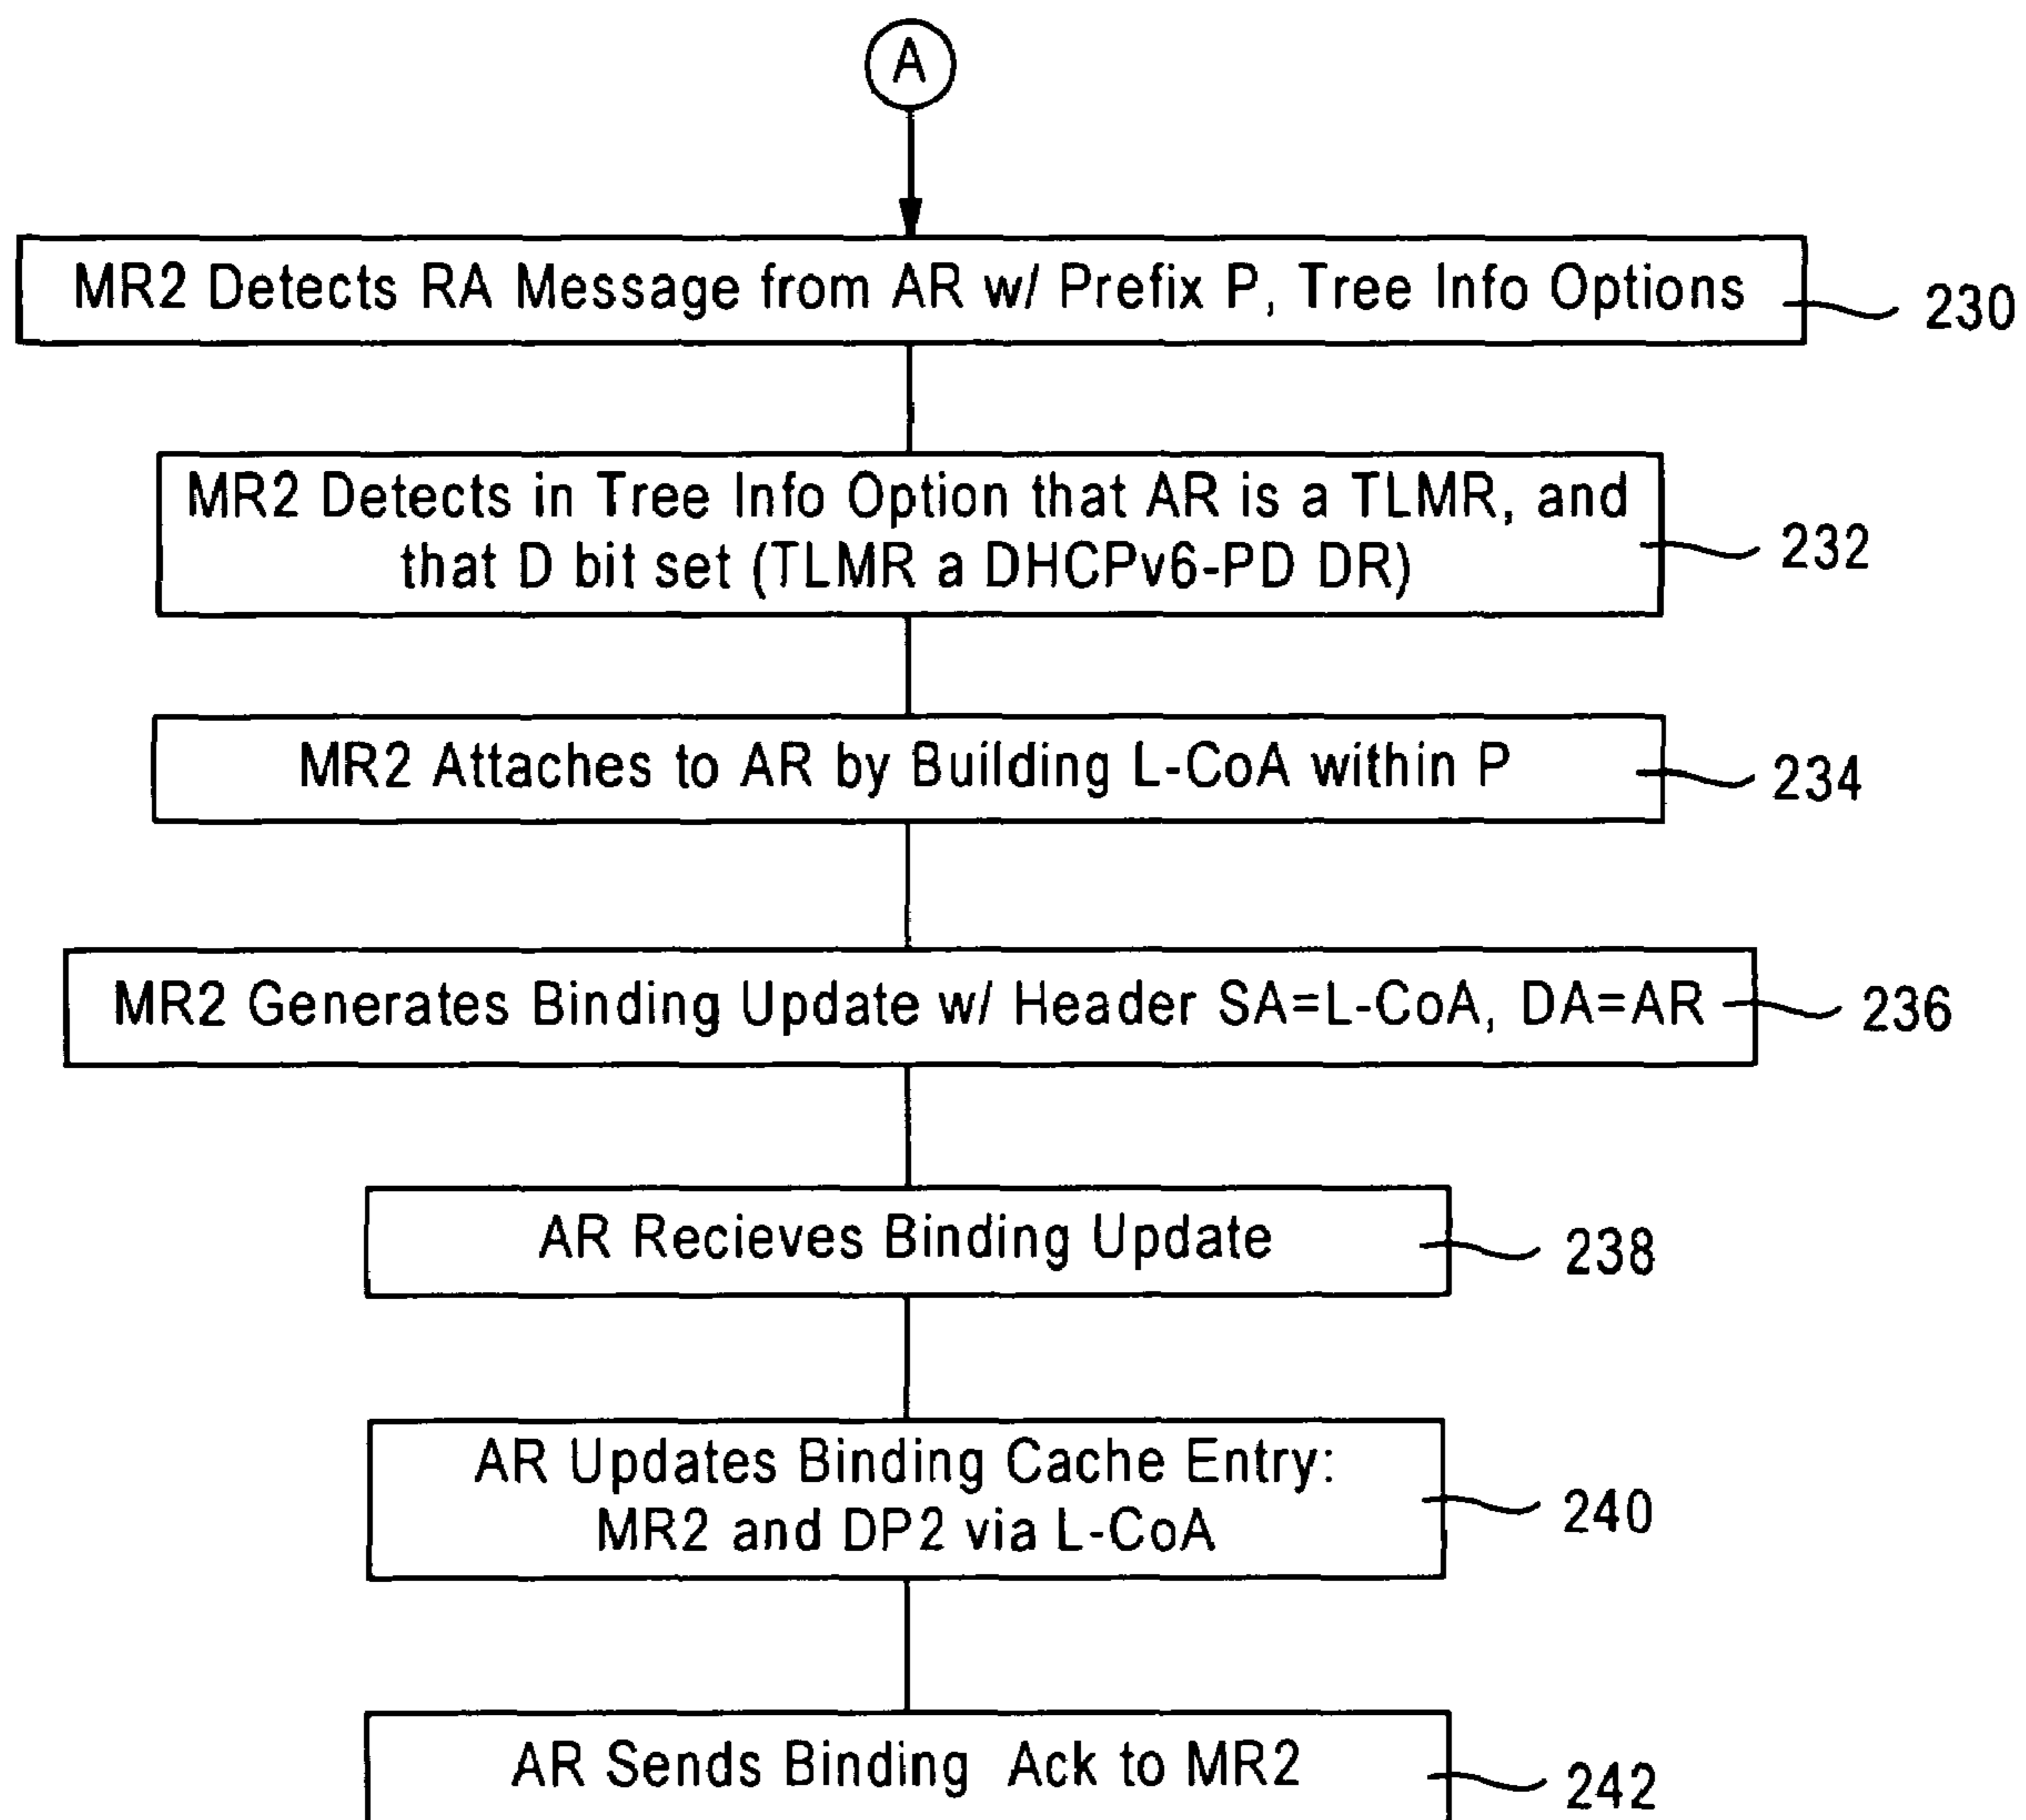 A
MR2 Detects RA Message from AR w/ Prefix P, Tree Info Options
230
MR2 Detects in Tree Info Option that AR is a TLMR, and
that D bit set (TLMR a DHCPv6-PD DR)
232
MR2 Attaches to AR by Building L-CoA within P
234
MR2 Generates Binding Update w/ Header SA=L-CoA, DA=AR
236
AR Recieves Binding Update
238
AR Updates Binding Cache Entry:
MR2 and DP2 via L-CoA
240
AR Sends Binding Ack to MR2
242